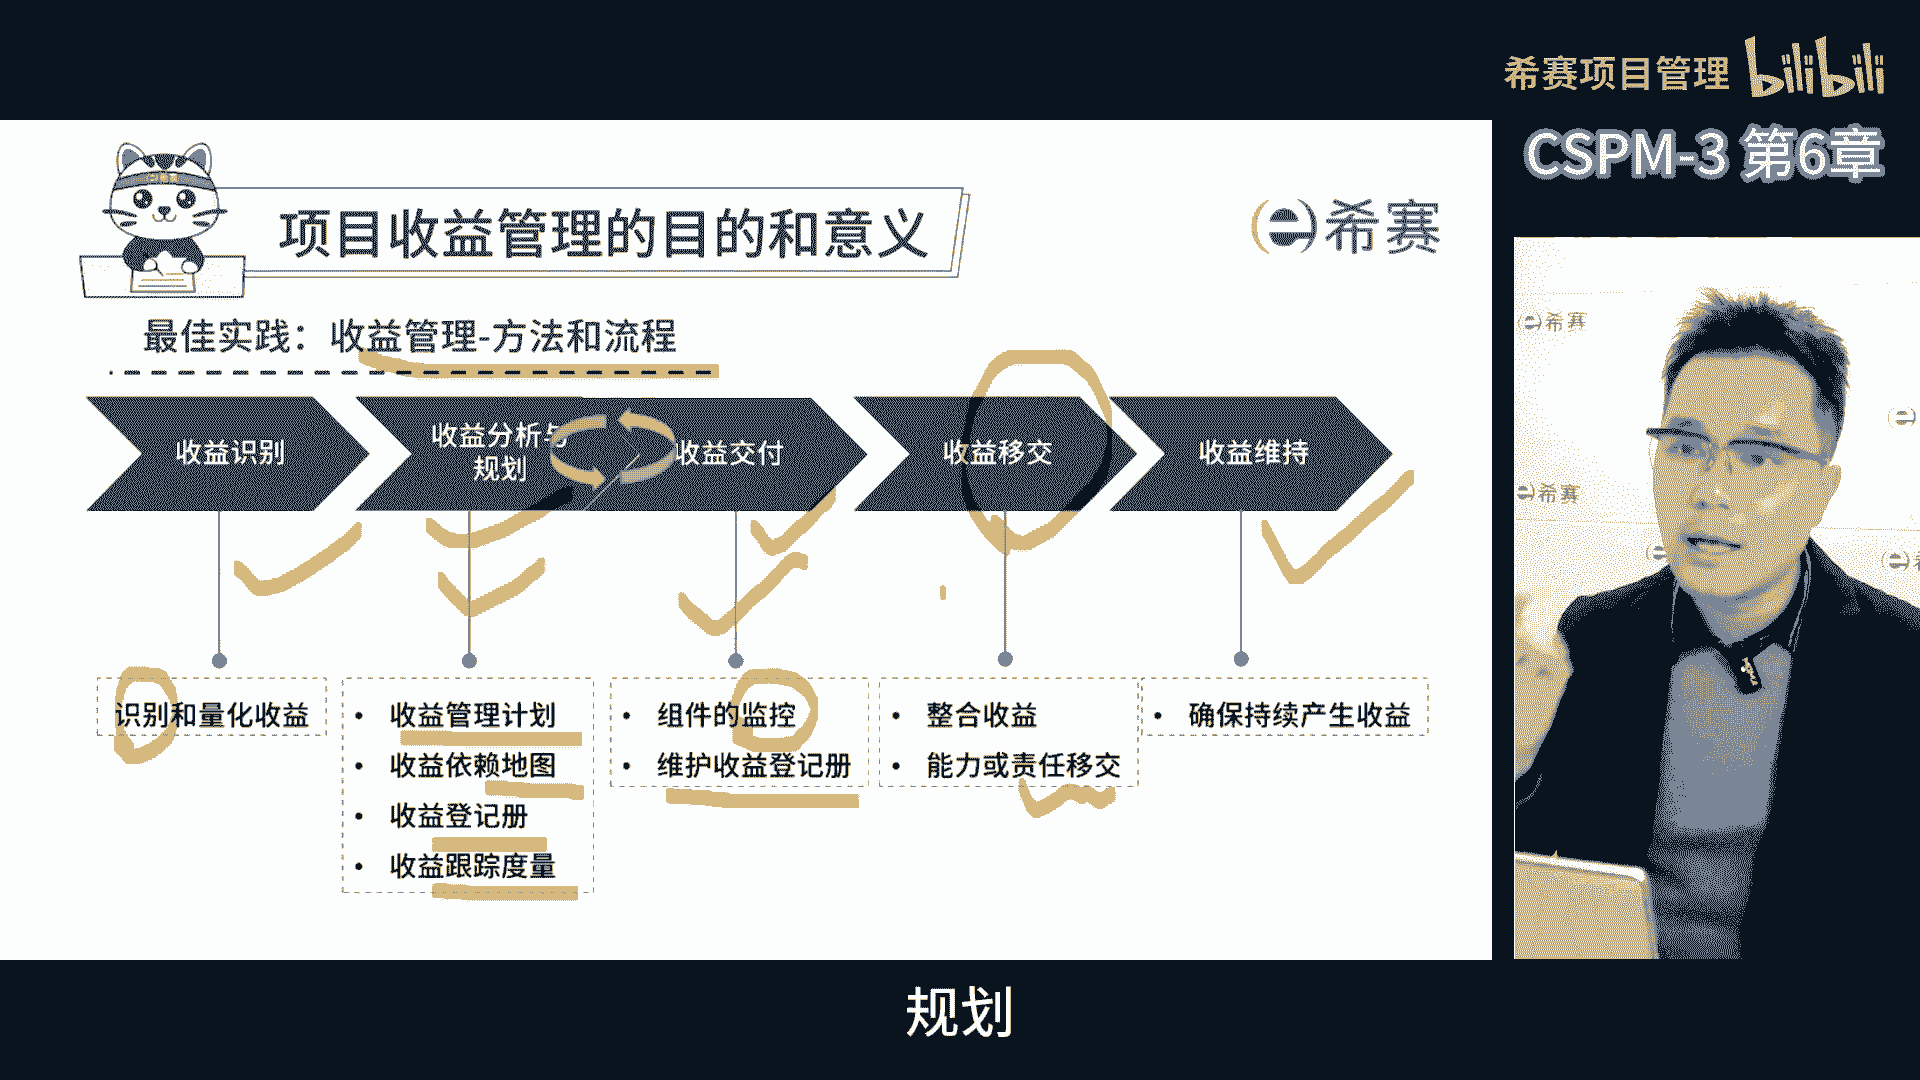 希赛项目管理 bilibili
CSPM-3 第6章
项目收益管理的目的和意义
希赛
最佳实践：收益管理-方法和流程
收益识别
收益分析与
规划
收益交付
收益移交
收益维持
识别和量化收益
• 收益管理计划
• 收益依赖地图
• 收益登记册
• 收益跟踪度量
• 组件的监控
• 维护收益登记册
• 整合收益
• 能力或责任移交
• 确保持续产生收益
希赛
希赛
规划